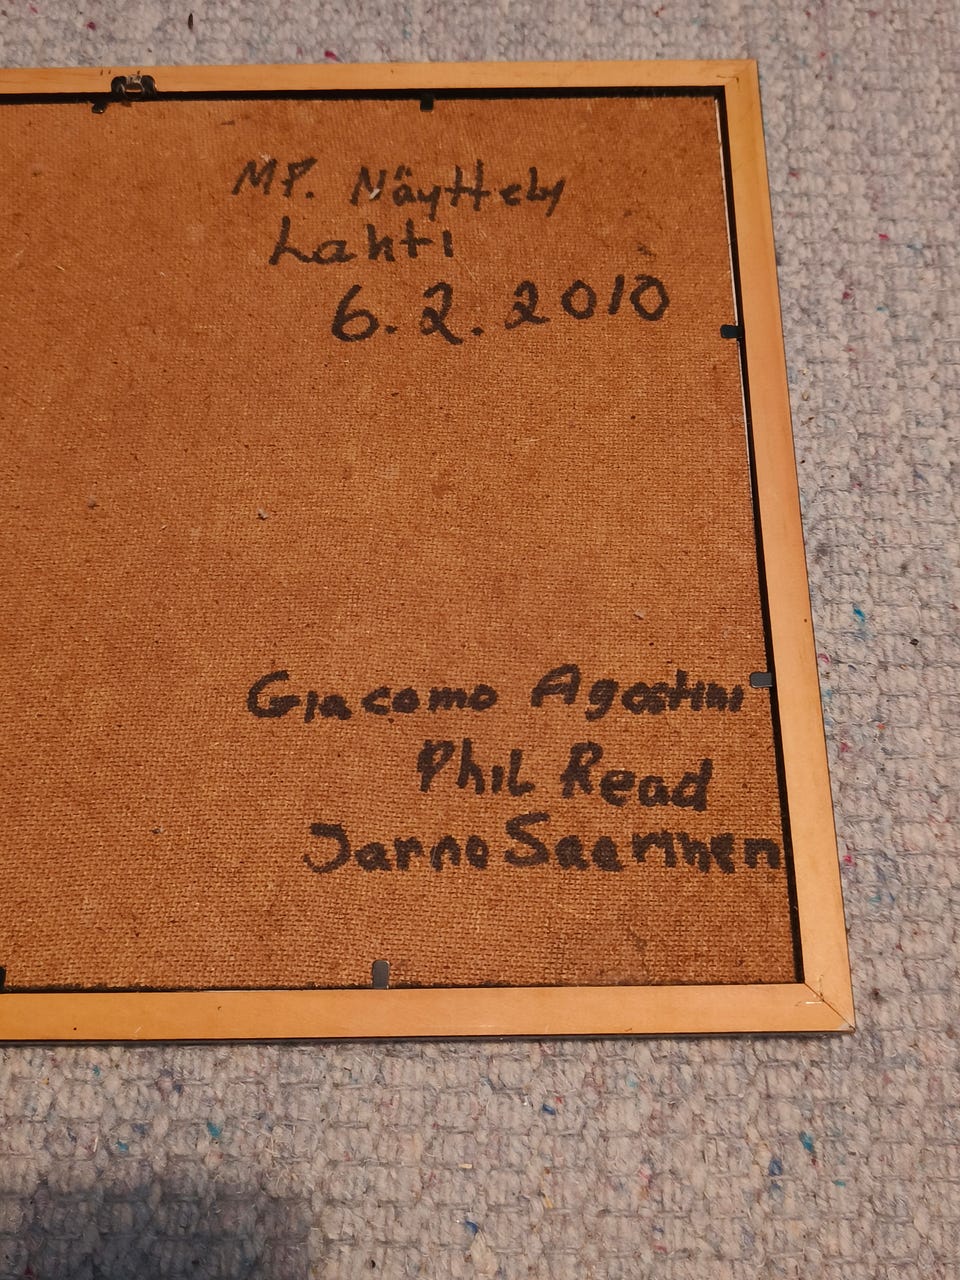 MP. Näyttely
Lahti
6.2.2010
Giacomo Agostini
Phil Read
Jarno Saarinen